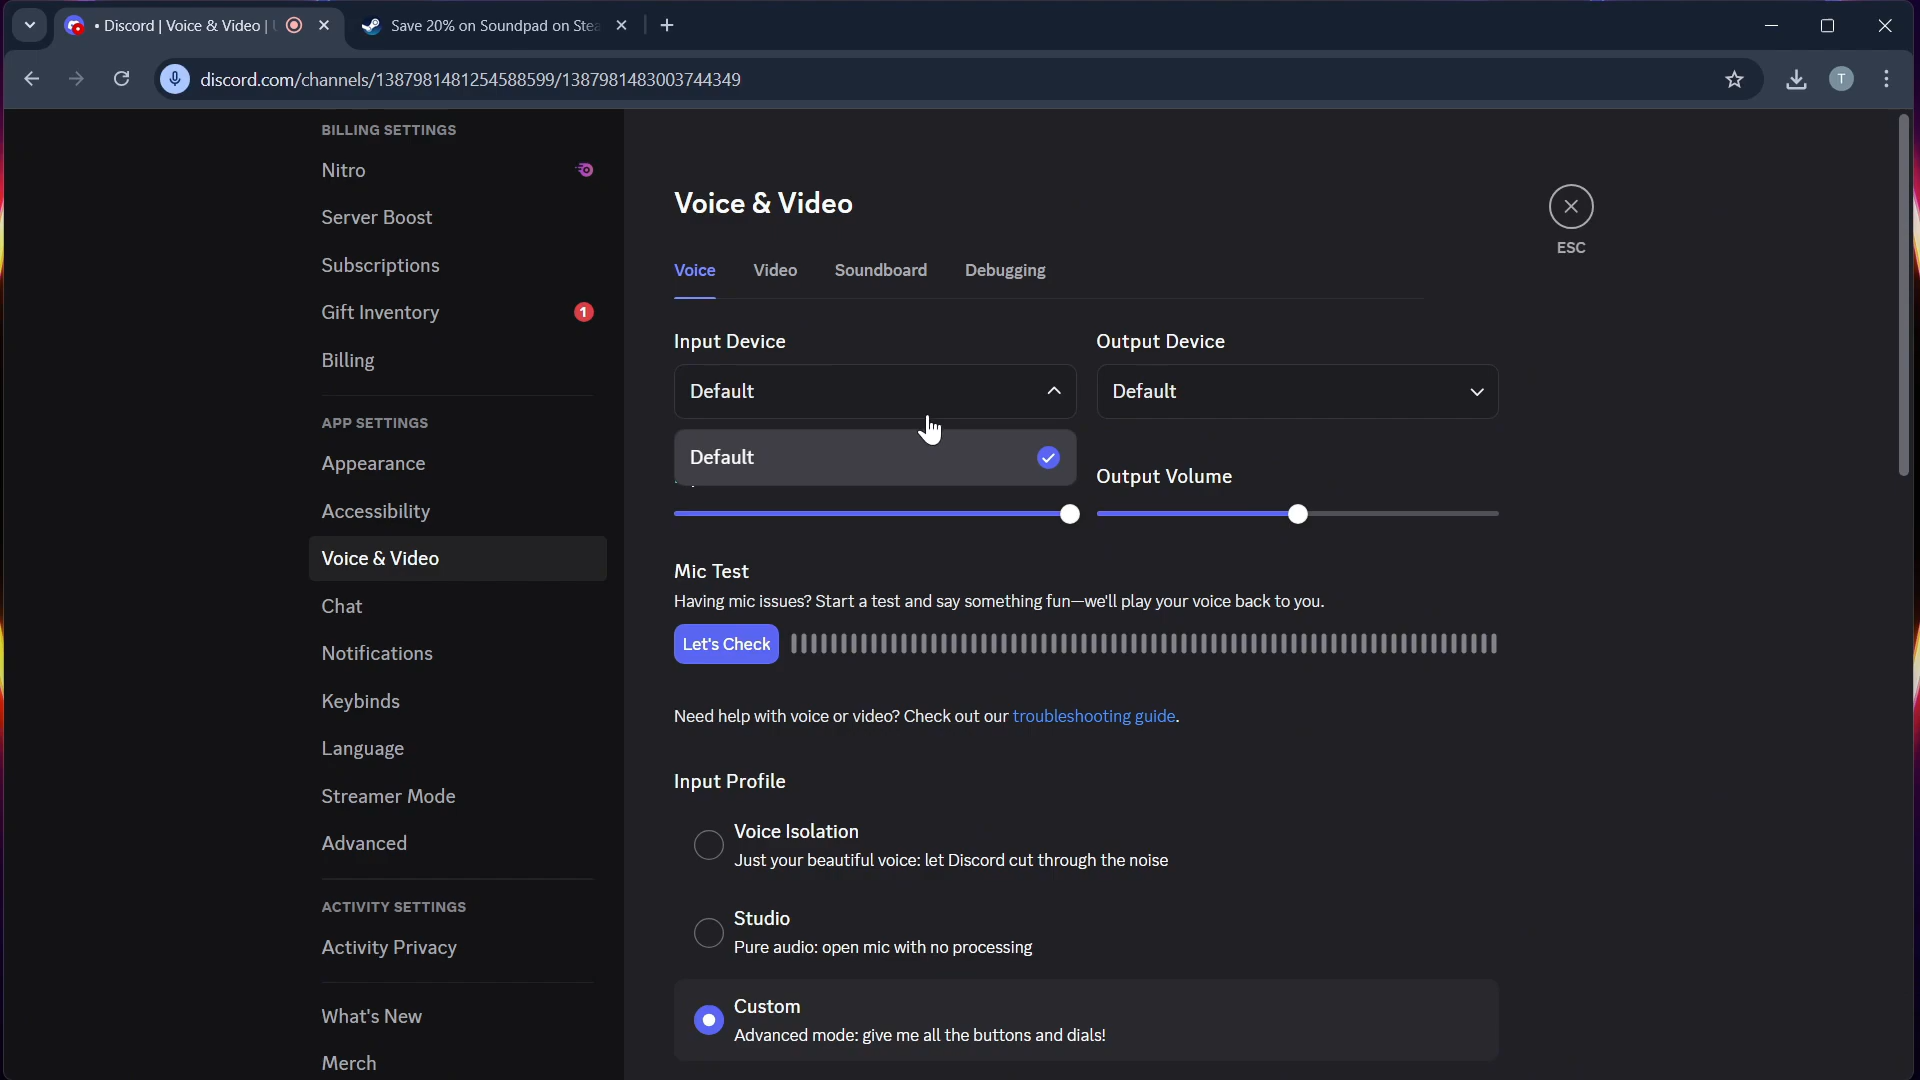 • Discord | Voice & Video |
Save 20% on Soundpad on Stea
discord.com/channels/1387981481254588599/1387981483003744349
T
BILLING SETTINGS
Nitro
Server Boost
Subscriptions
Gift Inventory
1
Billing
APP SETTINGS
Appearance
Accessibility
Voice & Video
Chat
Notifications
Keybinds
Language
Streamer Mode
Advanced
ACTIVITY SETTINGS
Activity Privacy
What's New
Merch
Voice & Video
ESC
Voice
Video
Soundboard
Debugging
Input Device
Output Device
Default
Default
Default
Output Volume
Mic Test
Having mic issues? Start a test and say something fun—we'll play your voice back to you.
Let's Check
Need help with voice or video? Check out our troubleshooting guide.
Input Profile
Voice Isolation
Just your beautiful voice: let Discord cut through the noise
Studio
Pure audio: open mic with no processing
Custom
Advanced mode: give me all the buttons and dials!